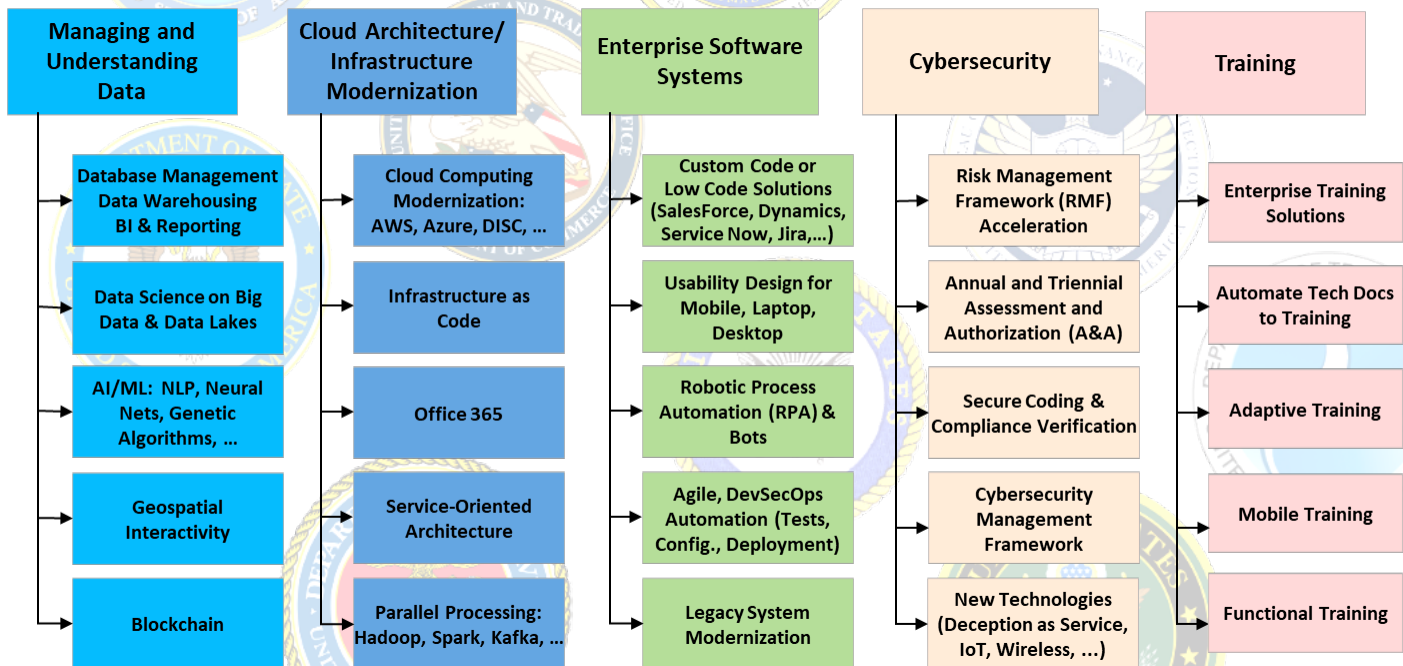 Managing and
Understanding
Data
Database Management
Data Warehousing
BI & Reporting
Data Science on Big
Data & Data Lakes
AI/ML: NLP, Neural
Nets, Genetic
Algorithms, ...
Geospatial
Interactivity
Blockchain
Cloud Architecture/
Infrastructure
Modernization
Cloud Computing
Modernization:
AWS, Azure, DISC, ...
Infrastructure as
Code
Office 365
Service-Oriented
Architecture
Parallel Processing:
Hadoop, Spark, Kafka, ...
Enterprise Software
Systems
Custom Code or
Low Code Solutions
(SalesForce, Dynamics,
Service Now, Jira,...)
Usability Design for
Mobile, Laptop,
Desktop
Robotic Process
Automation (RPA) &
Bots
Agile, DevSecOps
Automation (Tests,
Config., Deployment)
Legacy System
Modernization
Cybersecurity
Risk Management
Framework (RMF)
Acceleration
Annual and Triennial
Assessment and
Authorization (A&A)
Secure Coding &
Compliance Verification
Cybersecurity
Management
Framework
New Technologies
(Deception as Service,
IoT, Wireless, ...)
Training
Enterprise Training
Solutions
Automate Tech Docs
to Training
Adaptive Training
Mobile Training
Functional Training